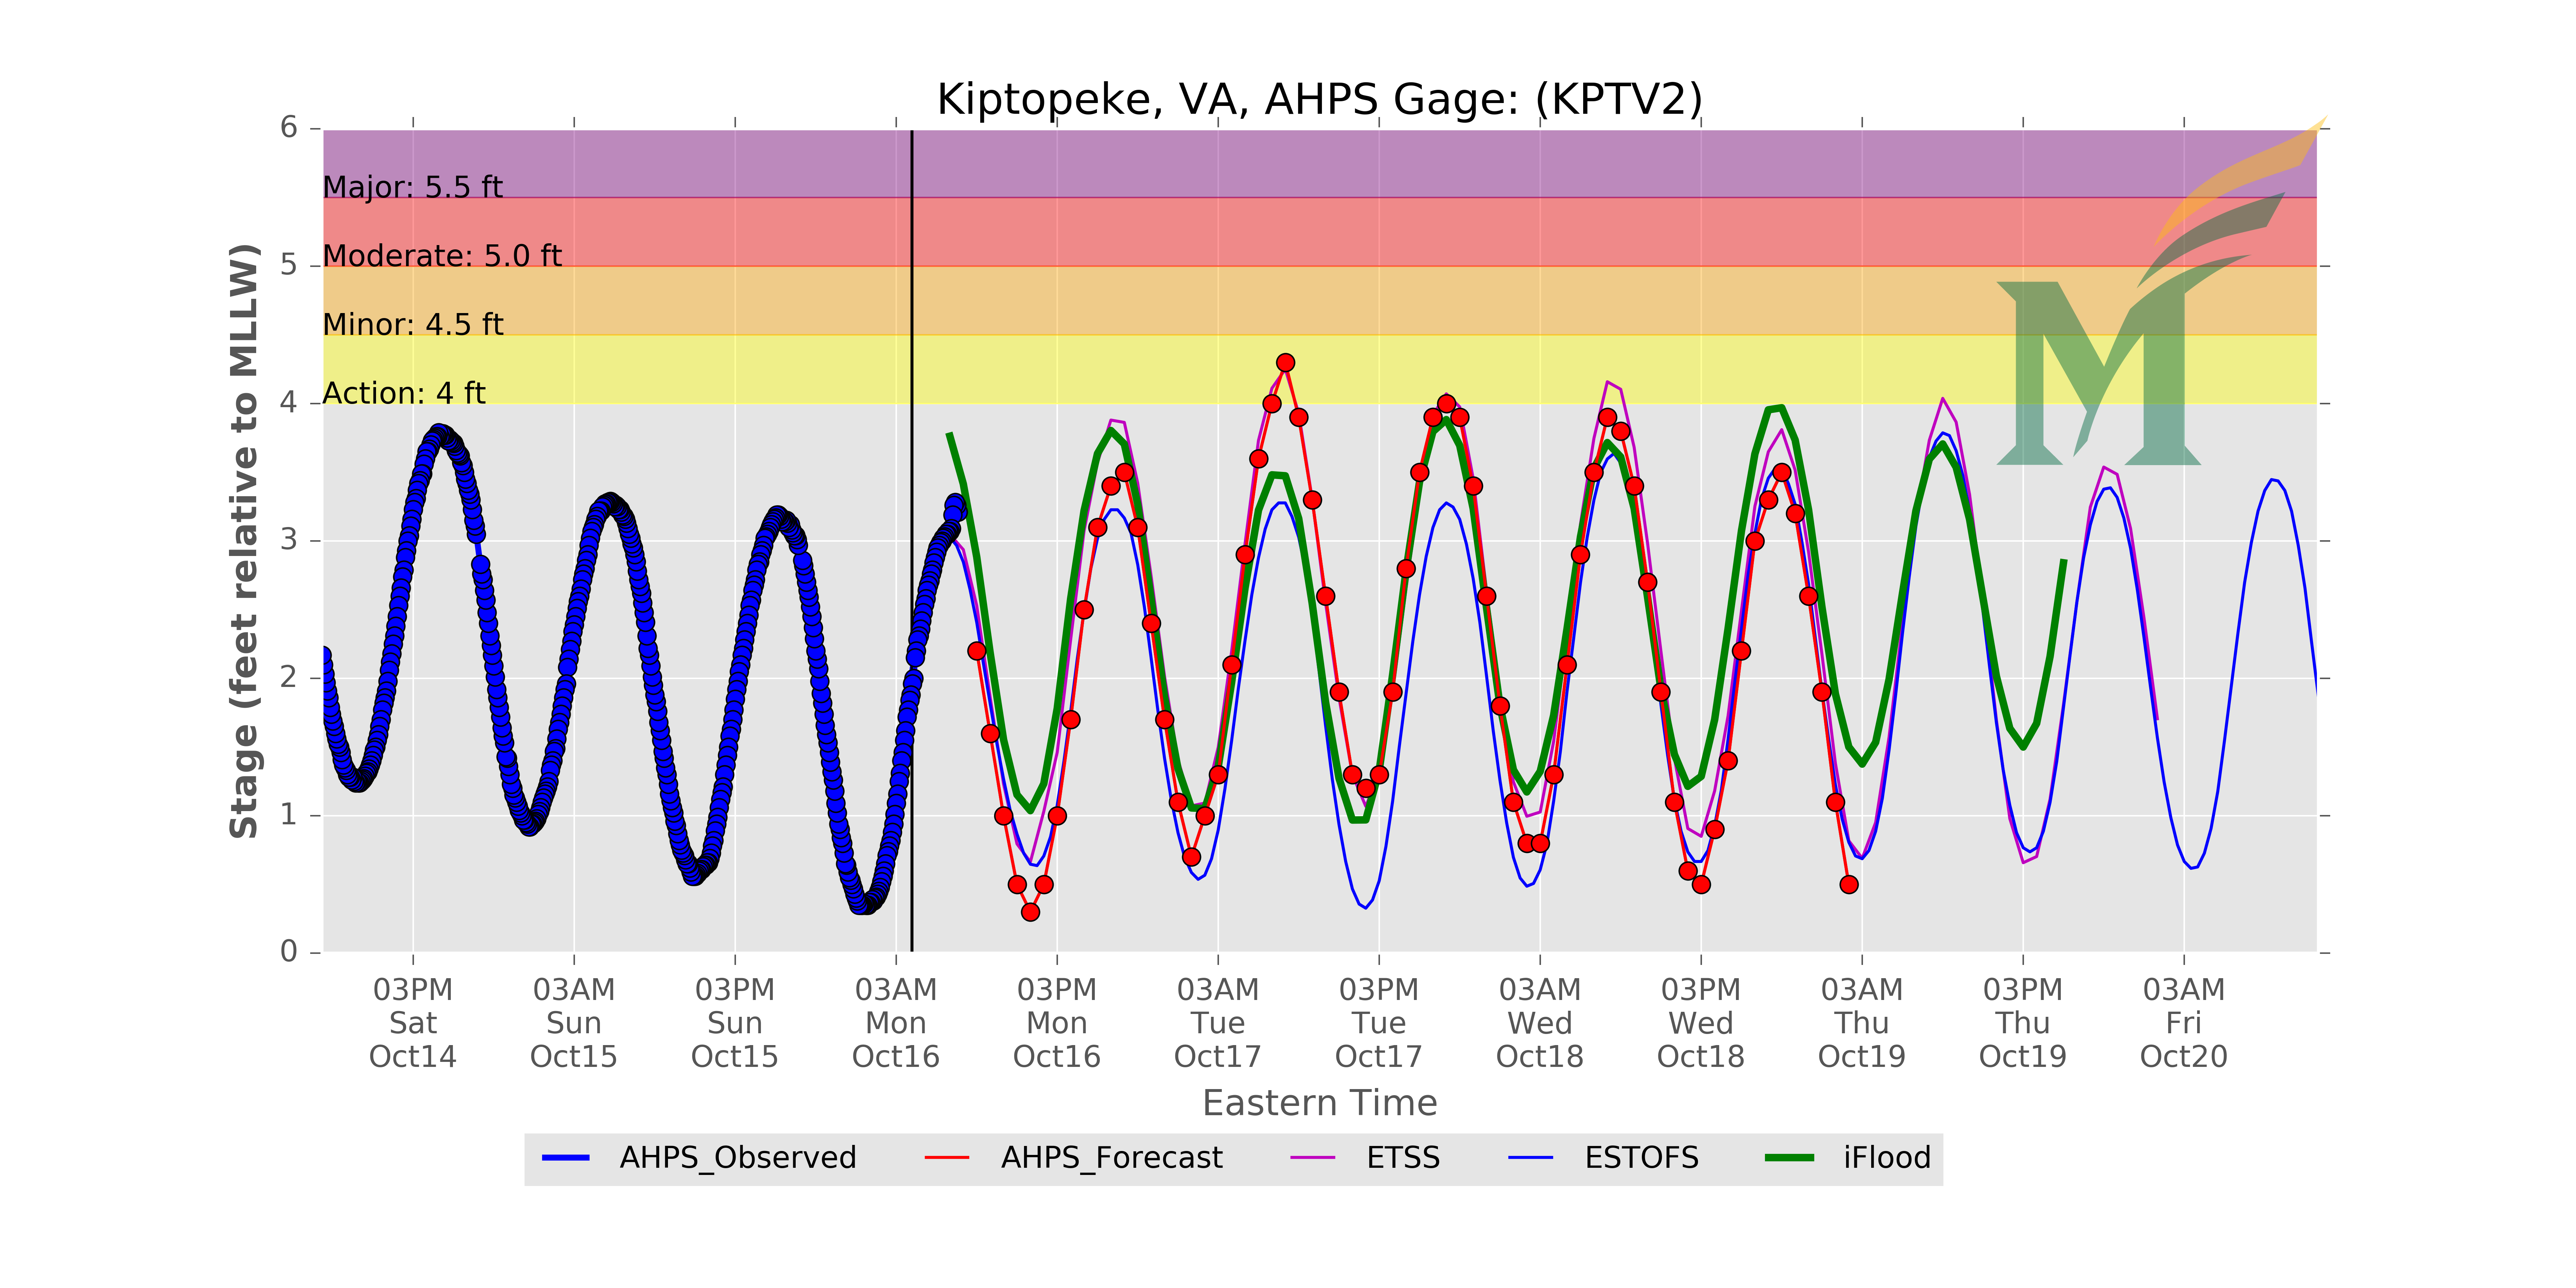 Kiptopeke, VA, AHPS Gage: (KPTV2)
Stage (feet relative to MLLW)
6
5
4
3
2
1
0
Major: 5.5 ft
Moderate: 5.0 ft
Minor: 4.5 ft
Action: 4 ft
M
03PM 03AM 03PM 03AM 03PM 03AM 03PM 03AM 03PM 03AM 03PM 03AM
Sat Sun Sun Mon Mon Tue Tue Wed Wed Thu Thu Fri
Oct14 Oct15 Oct15 Oct16 Oct16 Oct17 Oct17 Oct18 Oct18 Oct19 Oct19 Oct20
Eastern Time
AHPS_Observed AHPS_Forecast ETSS ESTOFS iFlood